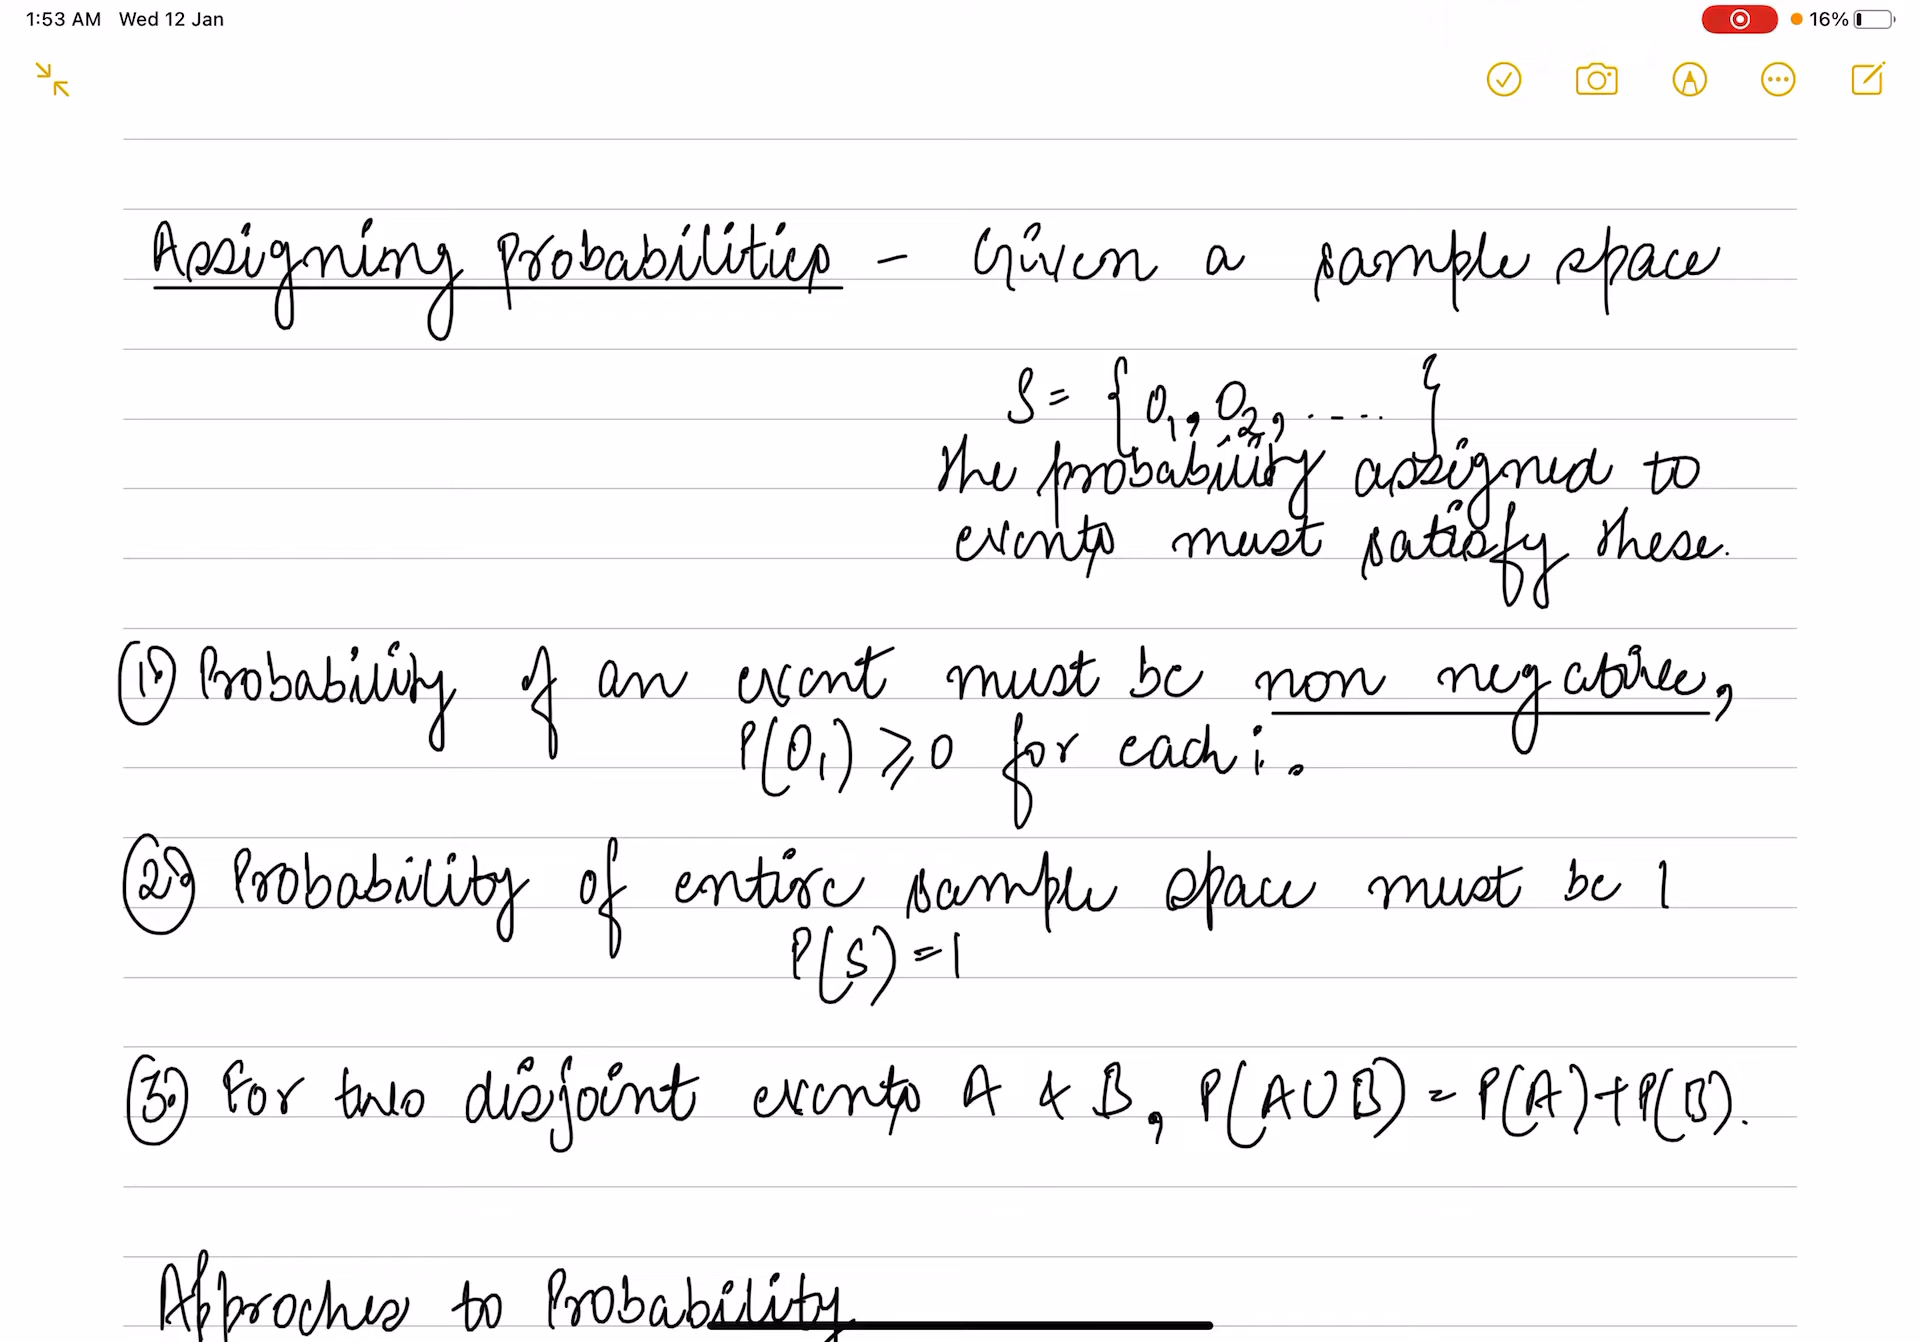 1:53 AM Wed 12 Jan
16%
Assigning Probabilities - Given a sample space
S = { O₁, O₂, ..... }
the probability assigned to
events must satisfy these.
(1) Probability of an event must be non negative,
P(O₁) ⩾ 0 for each i.
(2) Probability of entire sample space must be 1
P(S) = 1
(3) For two disjoint events A & B, P(A∪B) = P(A)+P(B).
Approches to Probability